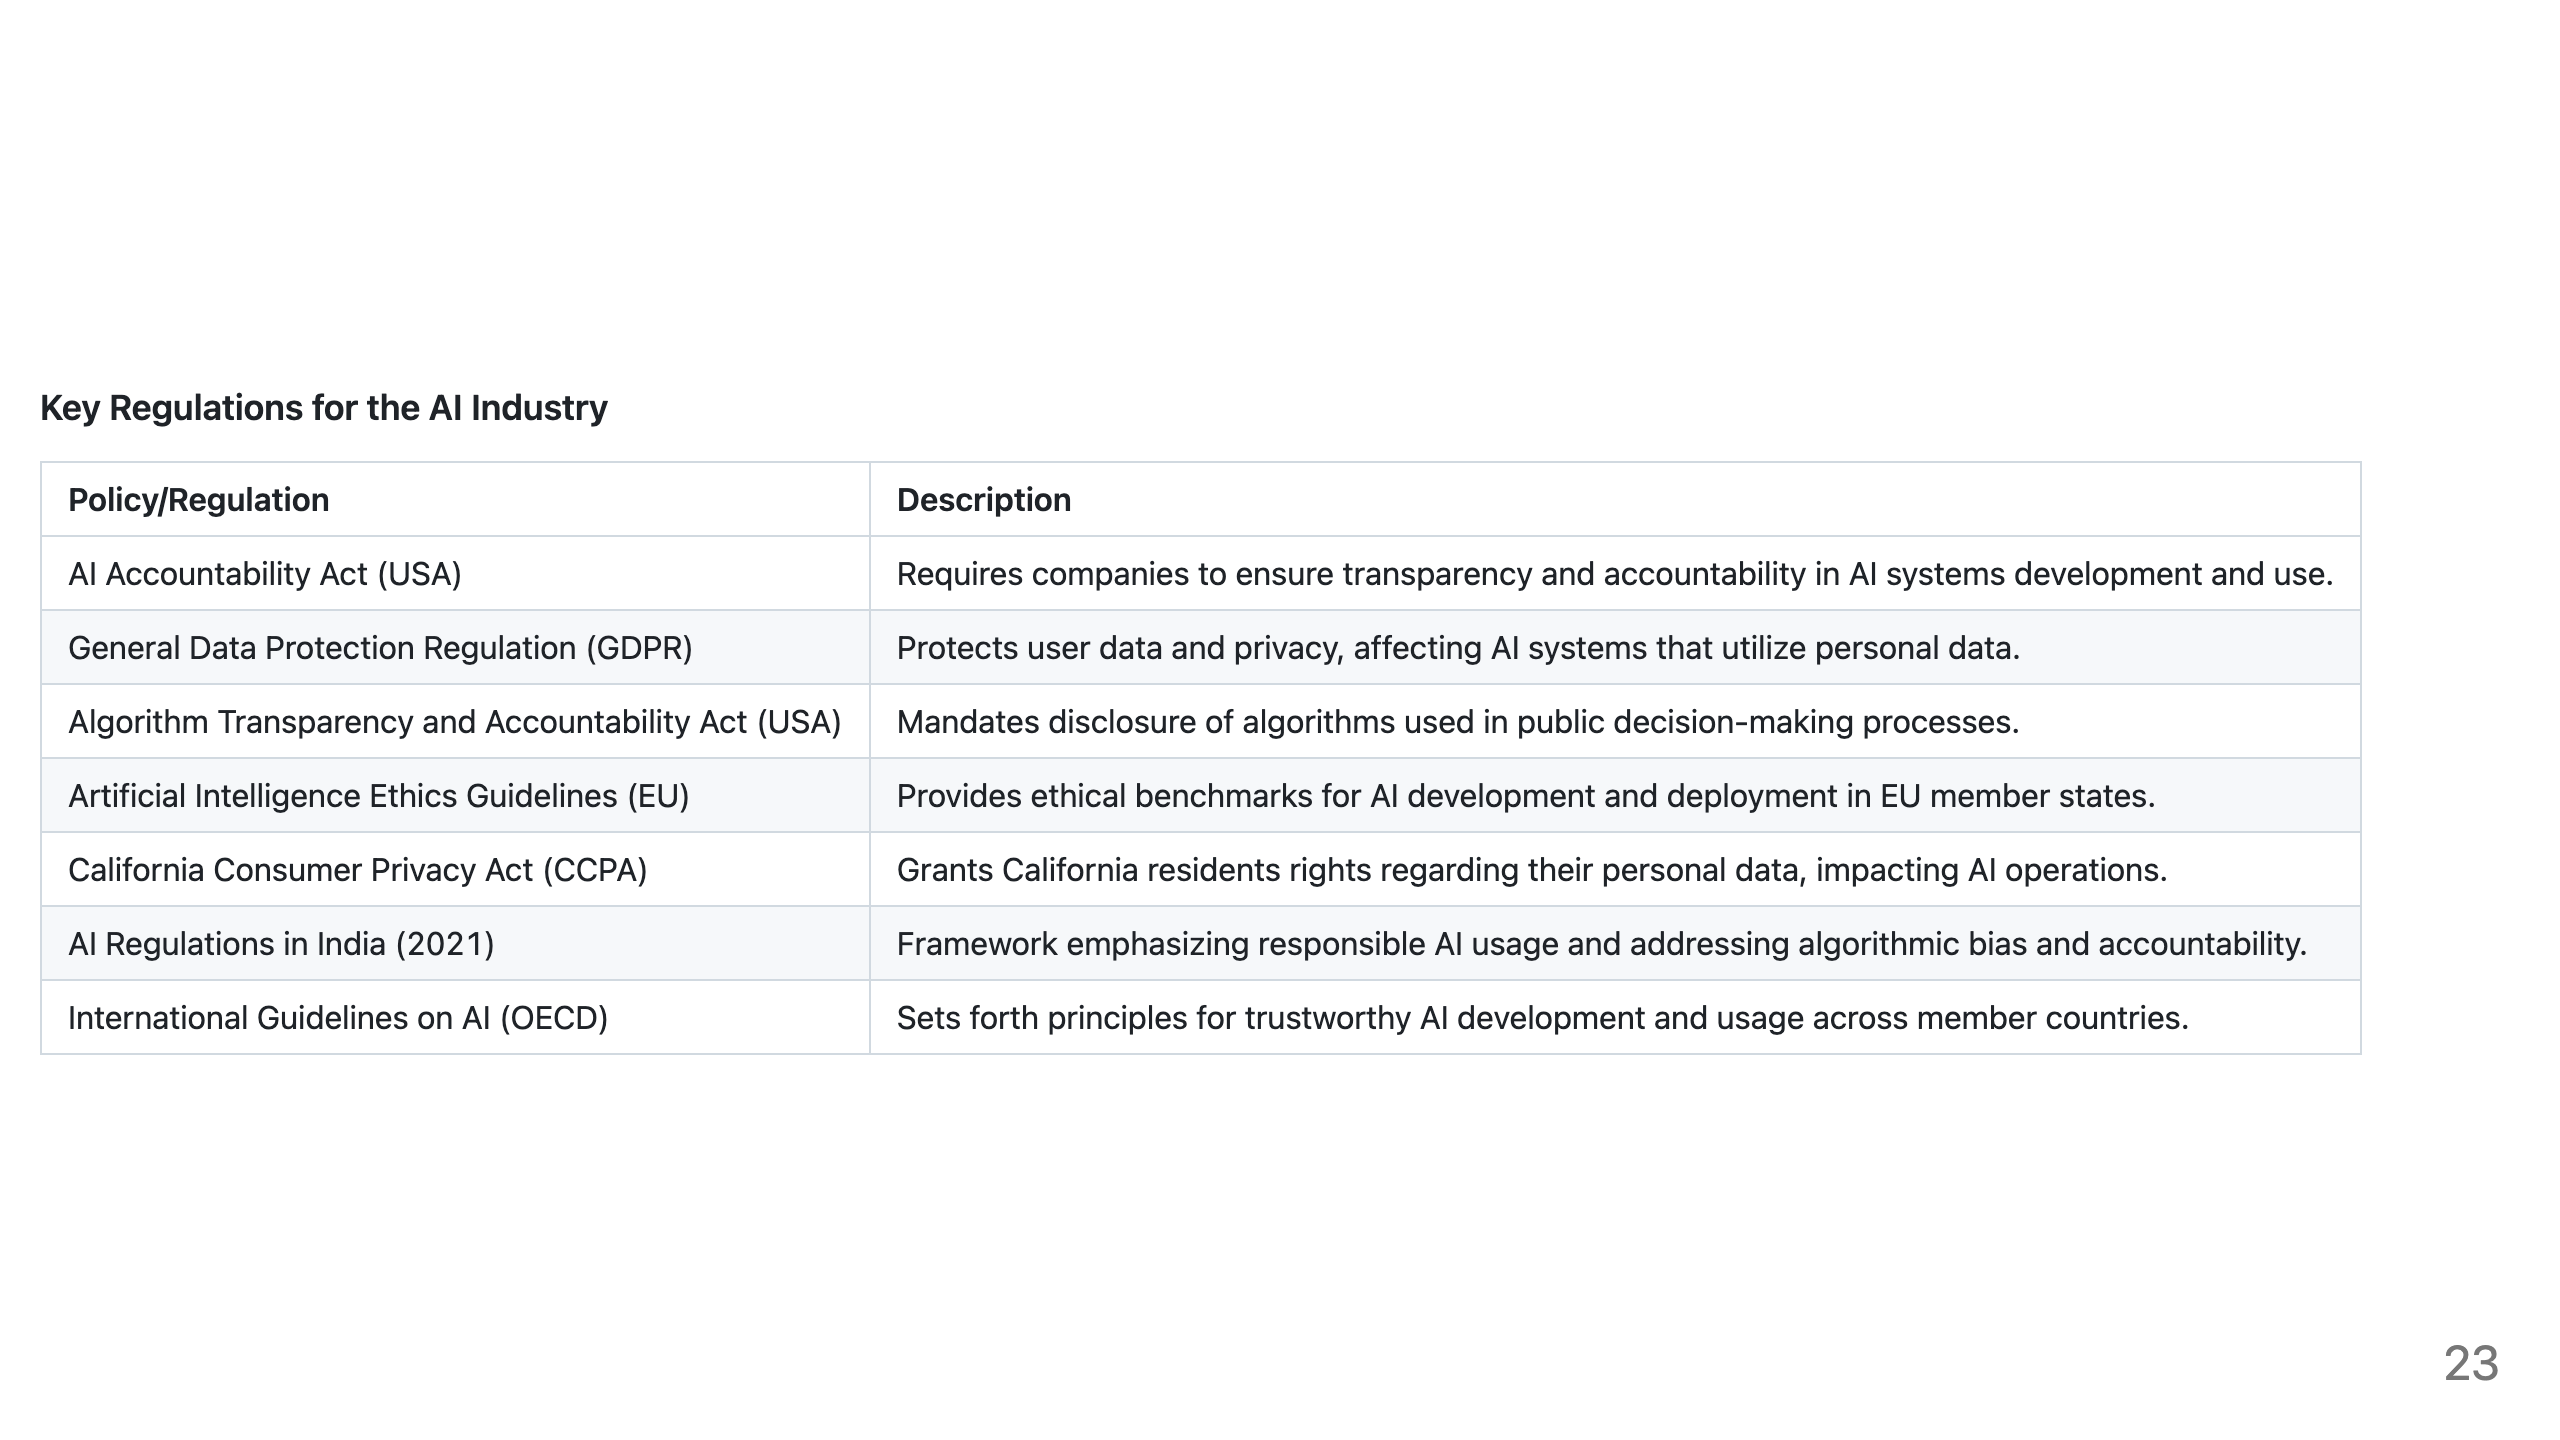 Key Regulations for the AI Industry
Policy/Regulation Description
AI Accountability Act (USA) Requires companies to ensure transparency and accountability in AI systems development and use.
General Data Protection Regulation (GDPR) Protects user data and privacy, affecting AI systems that utilize personal data.
Algorithm Transparency and Accountability Act (USA) Mandates disclosure of algorithms used in public decision-making processes.
Artificial Intelligence Ethics Guidelines (EU) Provides ethical benchmarks for AI development and deployment in EU member states.
California Consumer Privacy Act (CCPA) Grants California residents rights regarding their personal data, impacting AI operations.
AI Regulations in India (2021) Framework emphasizing responsible AI usage and addressing algorithmic bias and accountability.
International Guidelines on AI (OECD) Sets forth principles for trustworthy AI development and usage across member countries.
23